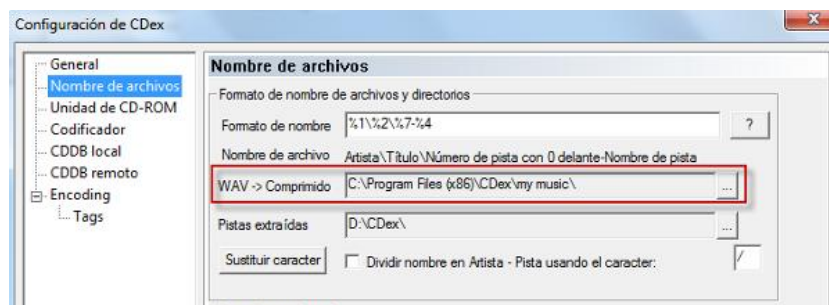 Configuración de CDex
General
Nombre de archivos
Unidad de CD-ROM
Codificador
CDDB local
CDDB remoto
Encoding
Tags
Nombre de archivos
Formato de nombre de archivos y directorios
Formato de nombre %1\%2\%7-%4 ?
Nombre de archivo Artista\Título\Número de pista con 0 delante-Nombre de pista
WAV -> Comprimido C:\Program Files (x86)\CDex\my music\ ...
Pistas extraídas D:\CDex\ ...
Sustituir caracter Dividir nombre en Artista - Pista usando el caracter: /